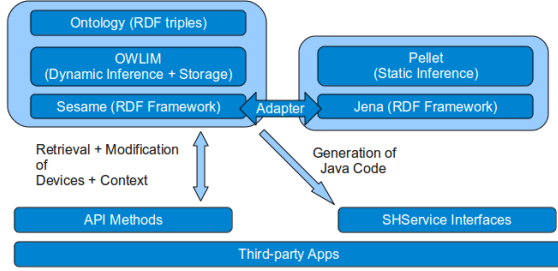 Ontology (RDF triples)
OWLIM
(Dynamic Inference + Storage)
Sesame (RDF Framework)
Adapter
Pellet
(Static Inference)
Jena (RDF Framework)
Retrieval + Modification
of
Devices + Context
Generation of
Java Code
API Methods
SHService Interfaces
Third-party Apps